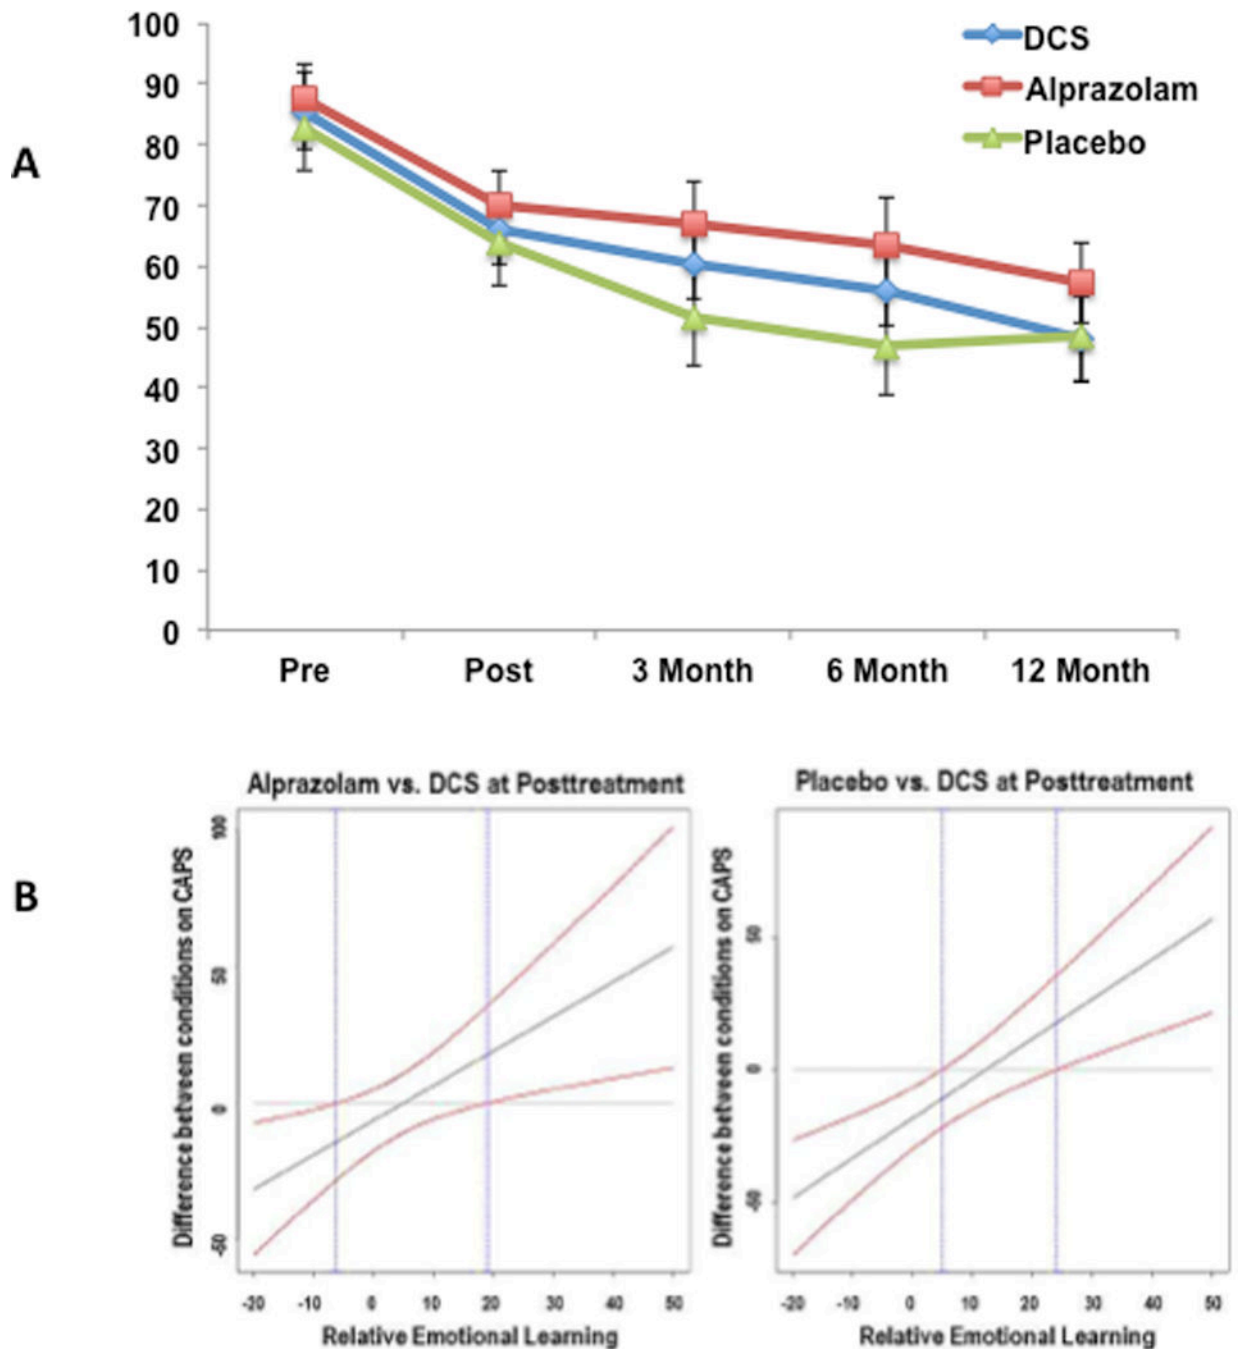 A
100
90
80
70
60
50
40
30
20
10
0
DCS
Alprazolam
Placebo
Pre Post 3 Month 6 Month 12 Month
B
Alprazolam vs. DCS at Posttreatment
Difference between conditions on CAPS
100
50
0
-50
-20 -10 0 10 20 30 40 50
Relative Emotional Learning
Placebo vs. DCS at Posttreatment
Difference between conditions on CAPS
50
0
-50
-20 -10 0 10 20 30 40 50
Relative Emotional Learning